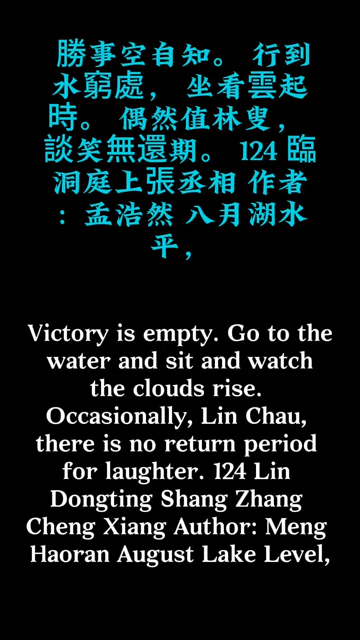 勝事空自知。 行到
水窮處， 坐看雲起
時。 偶然值林叟，
談笑無還期。 124 臨
洞庭上張丞相 作者
：孟浩然 八月湖水
平，
Victory is empty. Go to the
water and sit and watch
the clouds rise.
Occasionally, Lin Chau,
there is no return period
for laughter. 124 Lin
Dongting Shang Zhang
Cheng Xiang Author: Meng
Haoran August Lake Level,